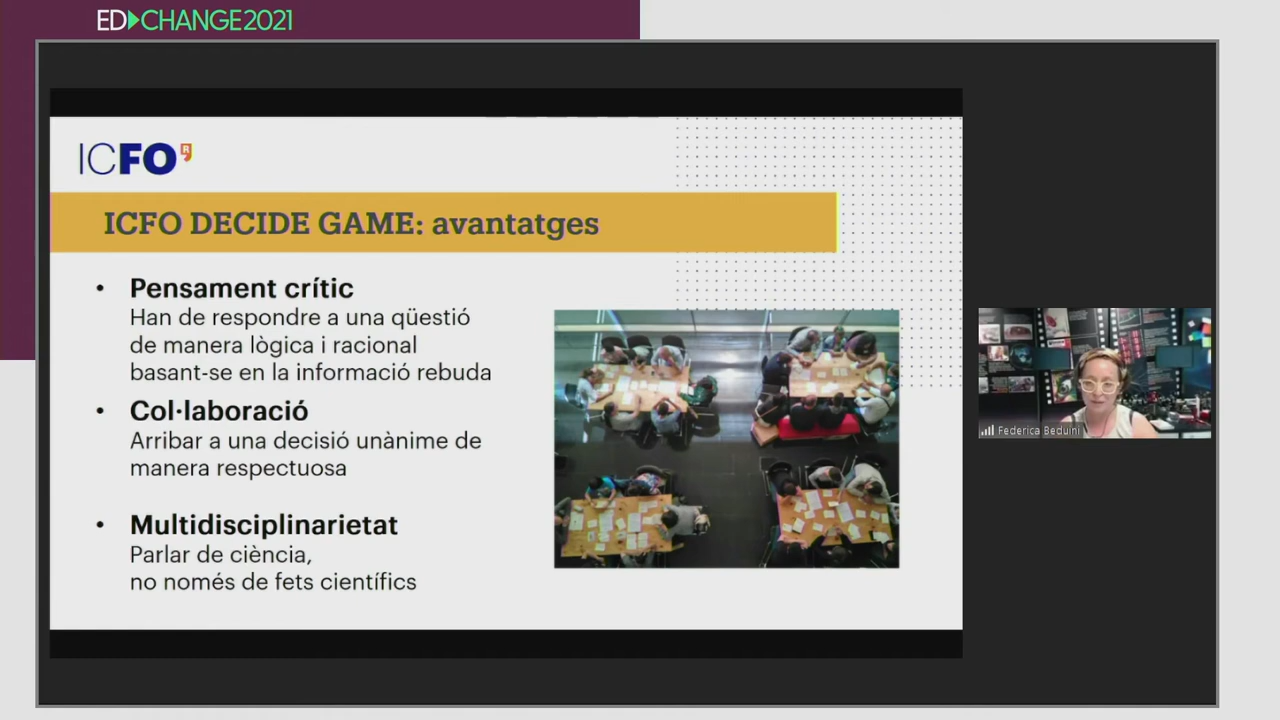 ED▶CHANGE2021
ICFO R
ICFO DECIDE GAME: avantatges
• Pensament crític
Han de respondre a una qüestió
de manera lògica i racional
basant-se en la informació rebuda
• Col·laboració
Arribar a una decisió unànime de
manera respectuosa
• Multidisciplinarietat
Parlar de ciència,
no només de fets científics
Federica Beduini